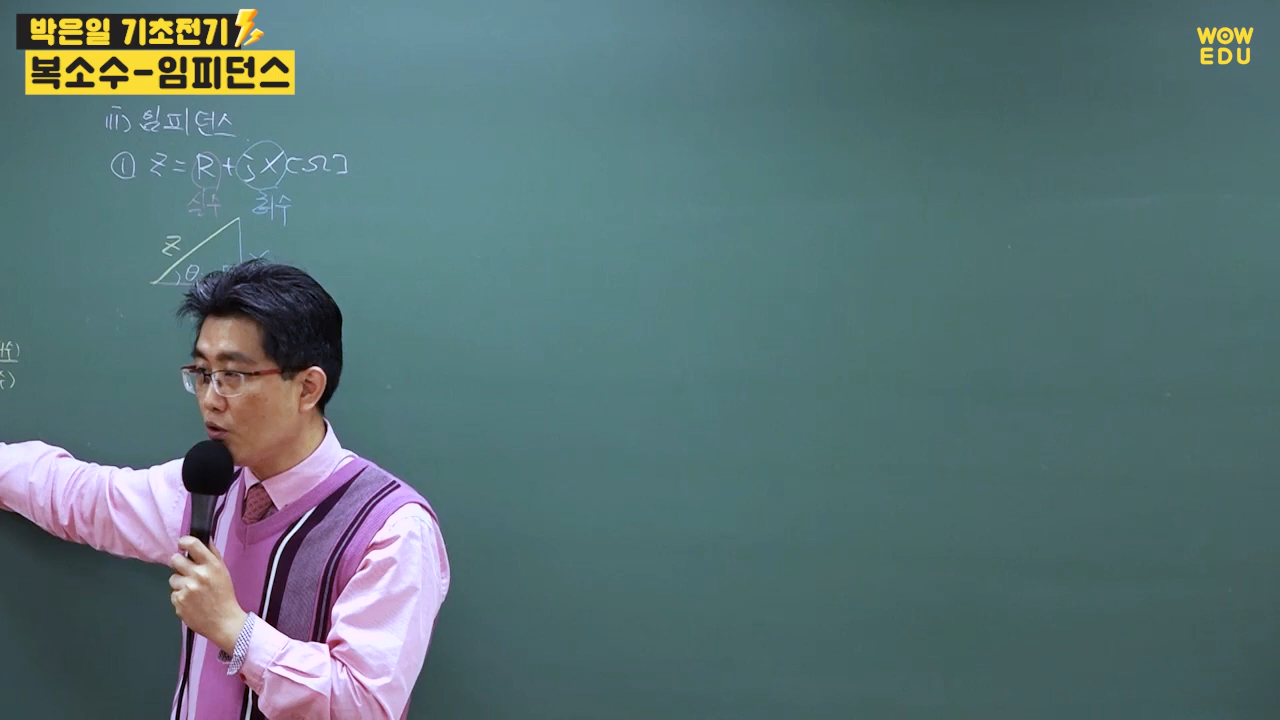 박은일 기초전기
복소수-임피던스
WOW
EDU
iii) 임피던스
① Z = R + jX [Ω]
실수 허수
Z
θ
X